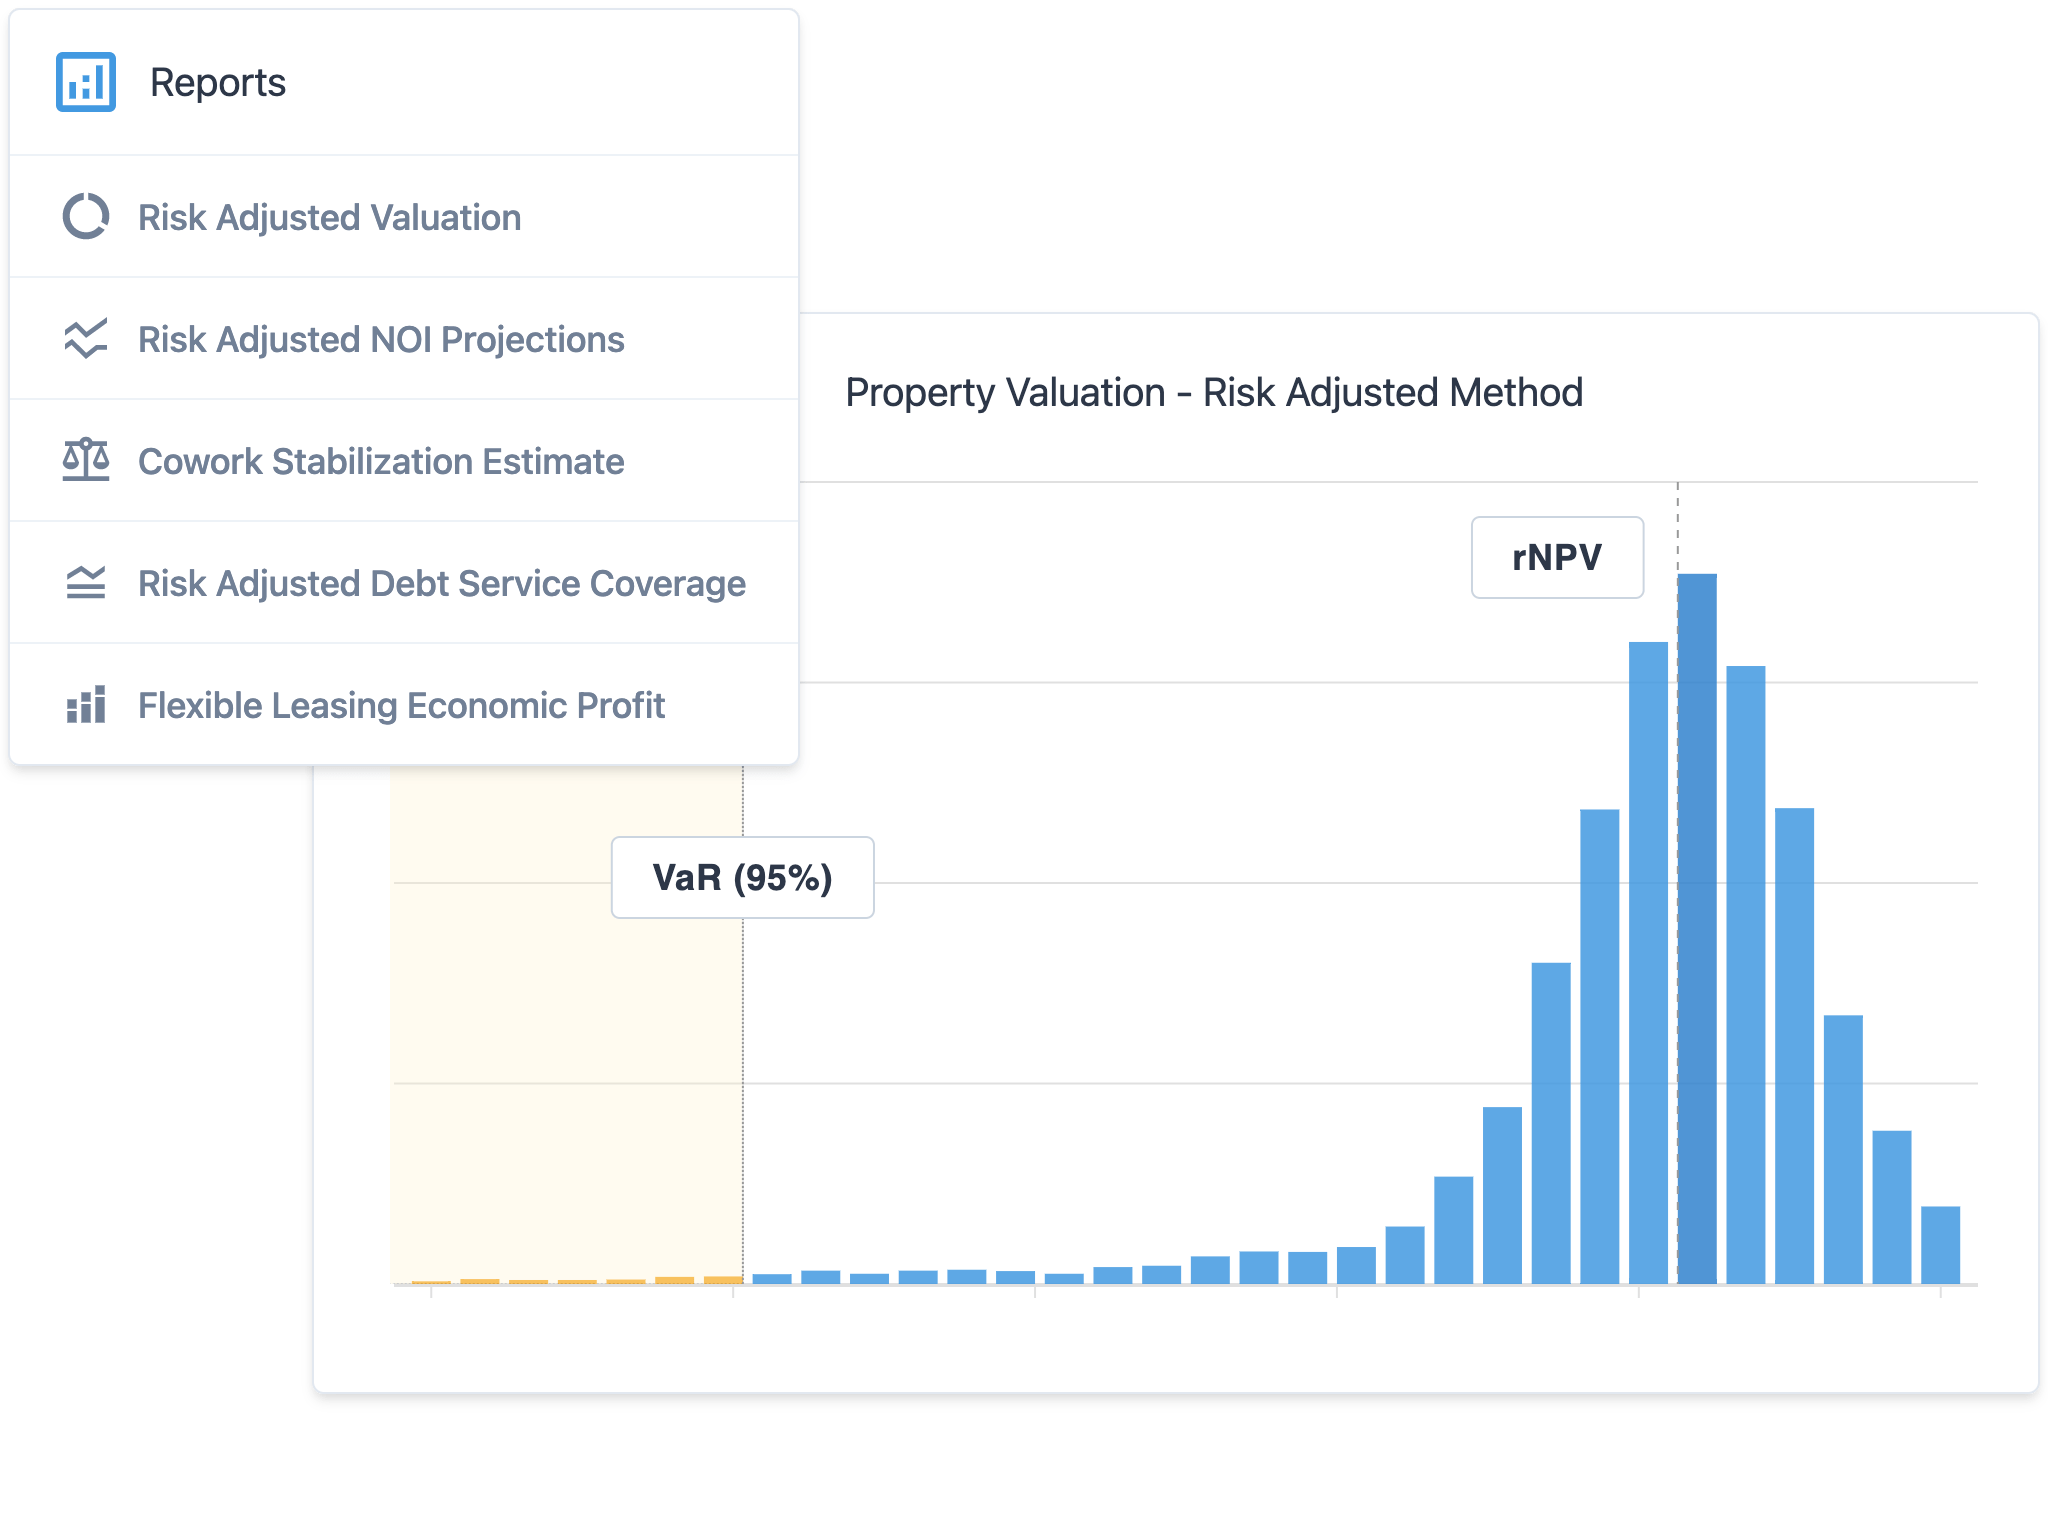 Reports
Risk Adjusted Valuation
Risk Adjusted NOI Projections
Cowork Stabilization Estimate
Risk Adjusted Debt Service Coverage
Flexible Leasing Economic Profit
Property Valuation - Risk Adjusted Method
rNPV
VaR (95%)